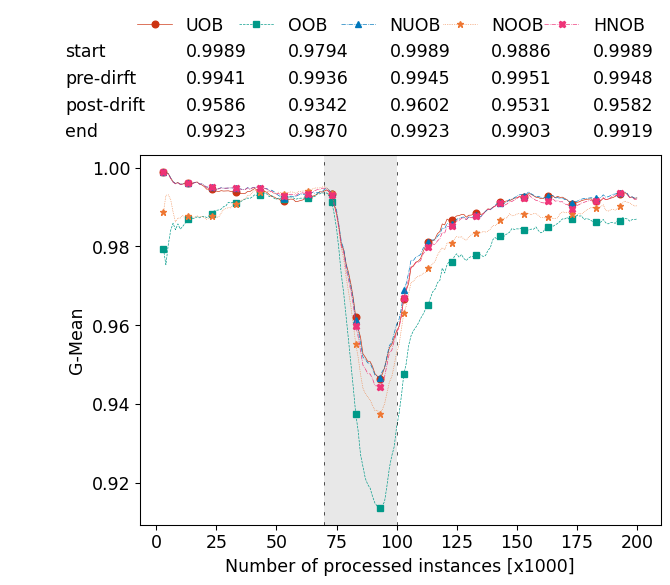 UOB OOB NUOB NOOB HNOB
start 0.9989 0.9794 0.9989 0.9886 0.9989
pre-dirft 0.9941 0.9936 0.9945 0.9951 0.9948
post-drift 0.9586 0.9342 0.9602 0.9531 0.9582
end 0.9923 0.9870 0.9923 0.9903 0.9919
1.00
0.98
0.96
0.94
0.92
G-Mean
0 25 50 75 100 125 150 175 200
Number of processed instances [x1000]